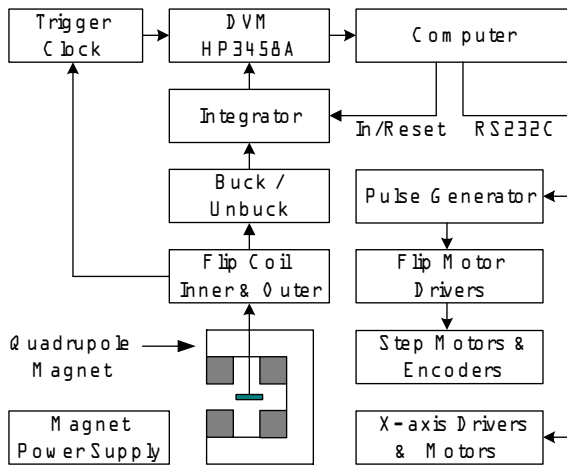 Trigger
Clock
DVM
HP3458A
Computer
Integrator
In/Reset
RS232C
Buck /
Unbuck
Pulse Generator
Flip Coil
Inner & Outer
Flip Motor
Drivers
Quadrupole
Magnet
Step Motors &
Encoders
Magnet
Power Supply
X-axis Drivers
& Motors